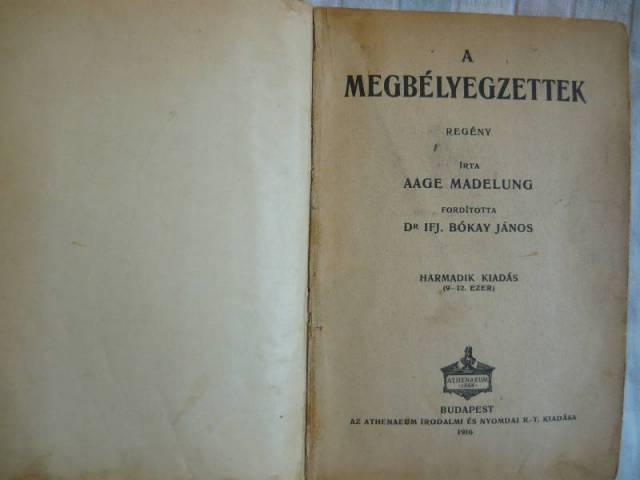 A
MEGBÉLYEGZETTEK
REGÉNY
ÍRTA
AAGE MADELUNG
FORDÍTOTTA
DR IFJ. BÓKAY JÁNOS
HARMADIK KIADÁS
(9–12. EZER)
ATHENAEUM
BUDAPEST
AZ ATHENAEUM IRODALMI ÉS NYOMDAI R.-T. KIADÁSA
1916